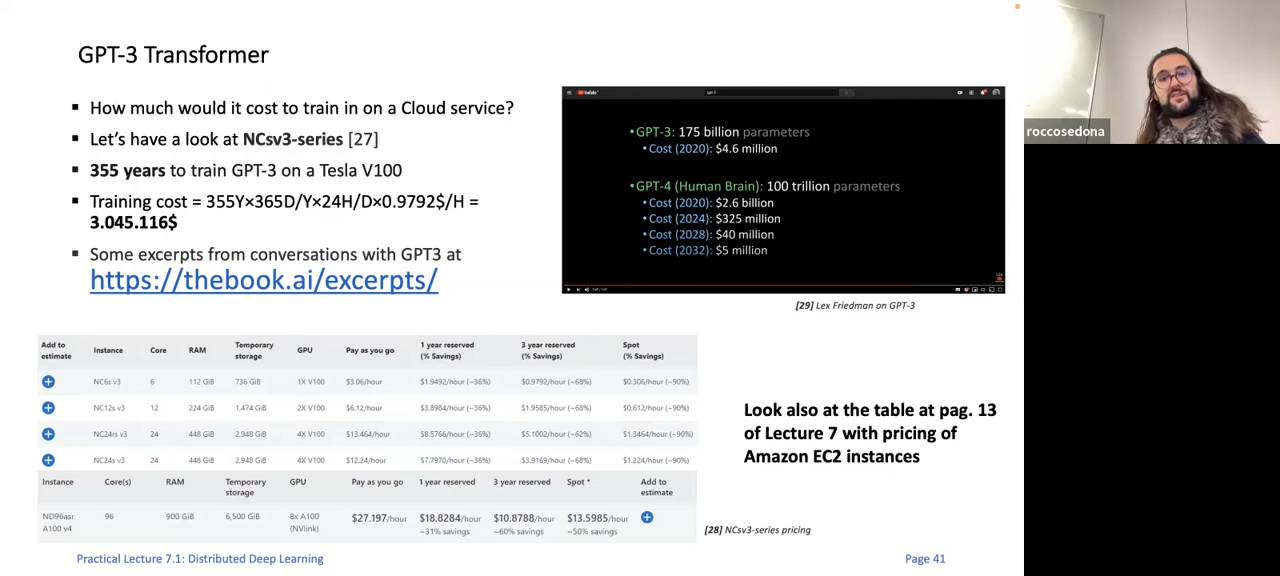 GPT-3 Transformer
▪ How much would it cost to train in on a Cloud service?
▪ Let's have a look at NCsv3-series [27]
▪ 355 years to train GPT-3 on a Tesla V100
▪ Training cost = 355Y×365D/Y×24H/D×0.9792$/H =
3.045.116$
▪ Some excerpts from conversations with GPT3 at
https://thebook.ai/excerpts/
YouTube
gpt 3
•GPT-3: 175 billion parameters
•Cost (2020): $4.6 million
•GPT-4 (Human Brain): 100 trillion parameters
•Cost (2020): $2.6 billion
•Cost (2024): $325 million
•Cost (2028): $40 million
•Cost (2032): $5 million
[29] Lex Friedman on GPT-3
roccosedona
Add to estimate Instance Core RAM Temporary storage GPU Pay as you go 1 year reserved (% Savings) 3 year reserved (% Savings) Spot (% Savings)
NC6s v3 6 112 GiB 736 GiB 1X V100 $3.06/hour $1.9492/hour (~36%) $0.9792/hour (~68%) $0.306/hour (~90%)
NC12s v3 12 224 GiB 1,474 GiB 2X V100 $6.12/hour $3.8984/hour (~36%) $1.9585/hour (~68%) $0.612/hour (~90%)
NC24rs v3 24 448 GiB 2,948 GiB 4X V100 $13.464/hour $8.5766/hour (~36%) $5.1002/hour (~62%) $1.3464/hour (~90%)
NC24s v3 24 448 GiB 2,948 GiB 4X V100 $12.24/hour $7.7970/hour (~36%) $3.9169/hour (~68%) $1.224/hour (~90%)
Instance Core(s) RAM Temporary storage GPU Pay as you go 1 year reserved 3 year reserved Spot * Add to estimate
ND96asr A100 v4 96 900 GiB 6,500 GiB 8x A100 (NVlink) $27.197/hour $18.8284/hour ~31% savings $10.8788/hour ~60% savings $13.5985/hour ~50% savings
Look also at the table at pag. 13
of Lecture 7 with pricing of
Amazon EC2 instances
[28] NCsv3-series pricing
Practical Lecture 7.1: Distributed Deep Learning
Page 41